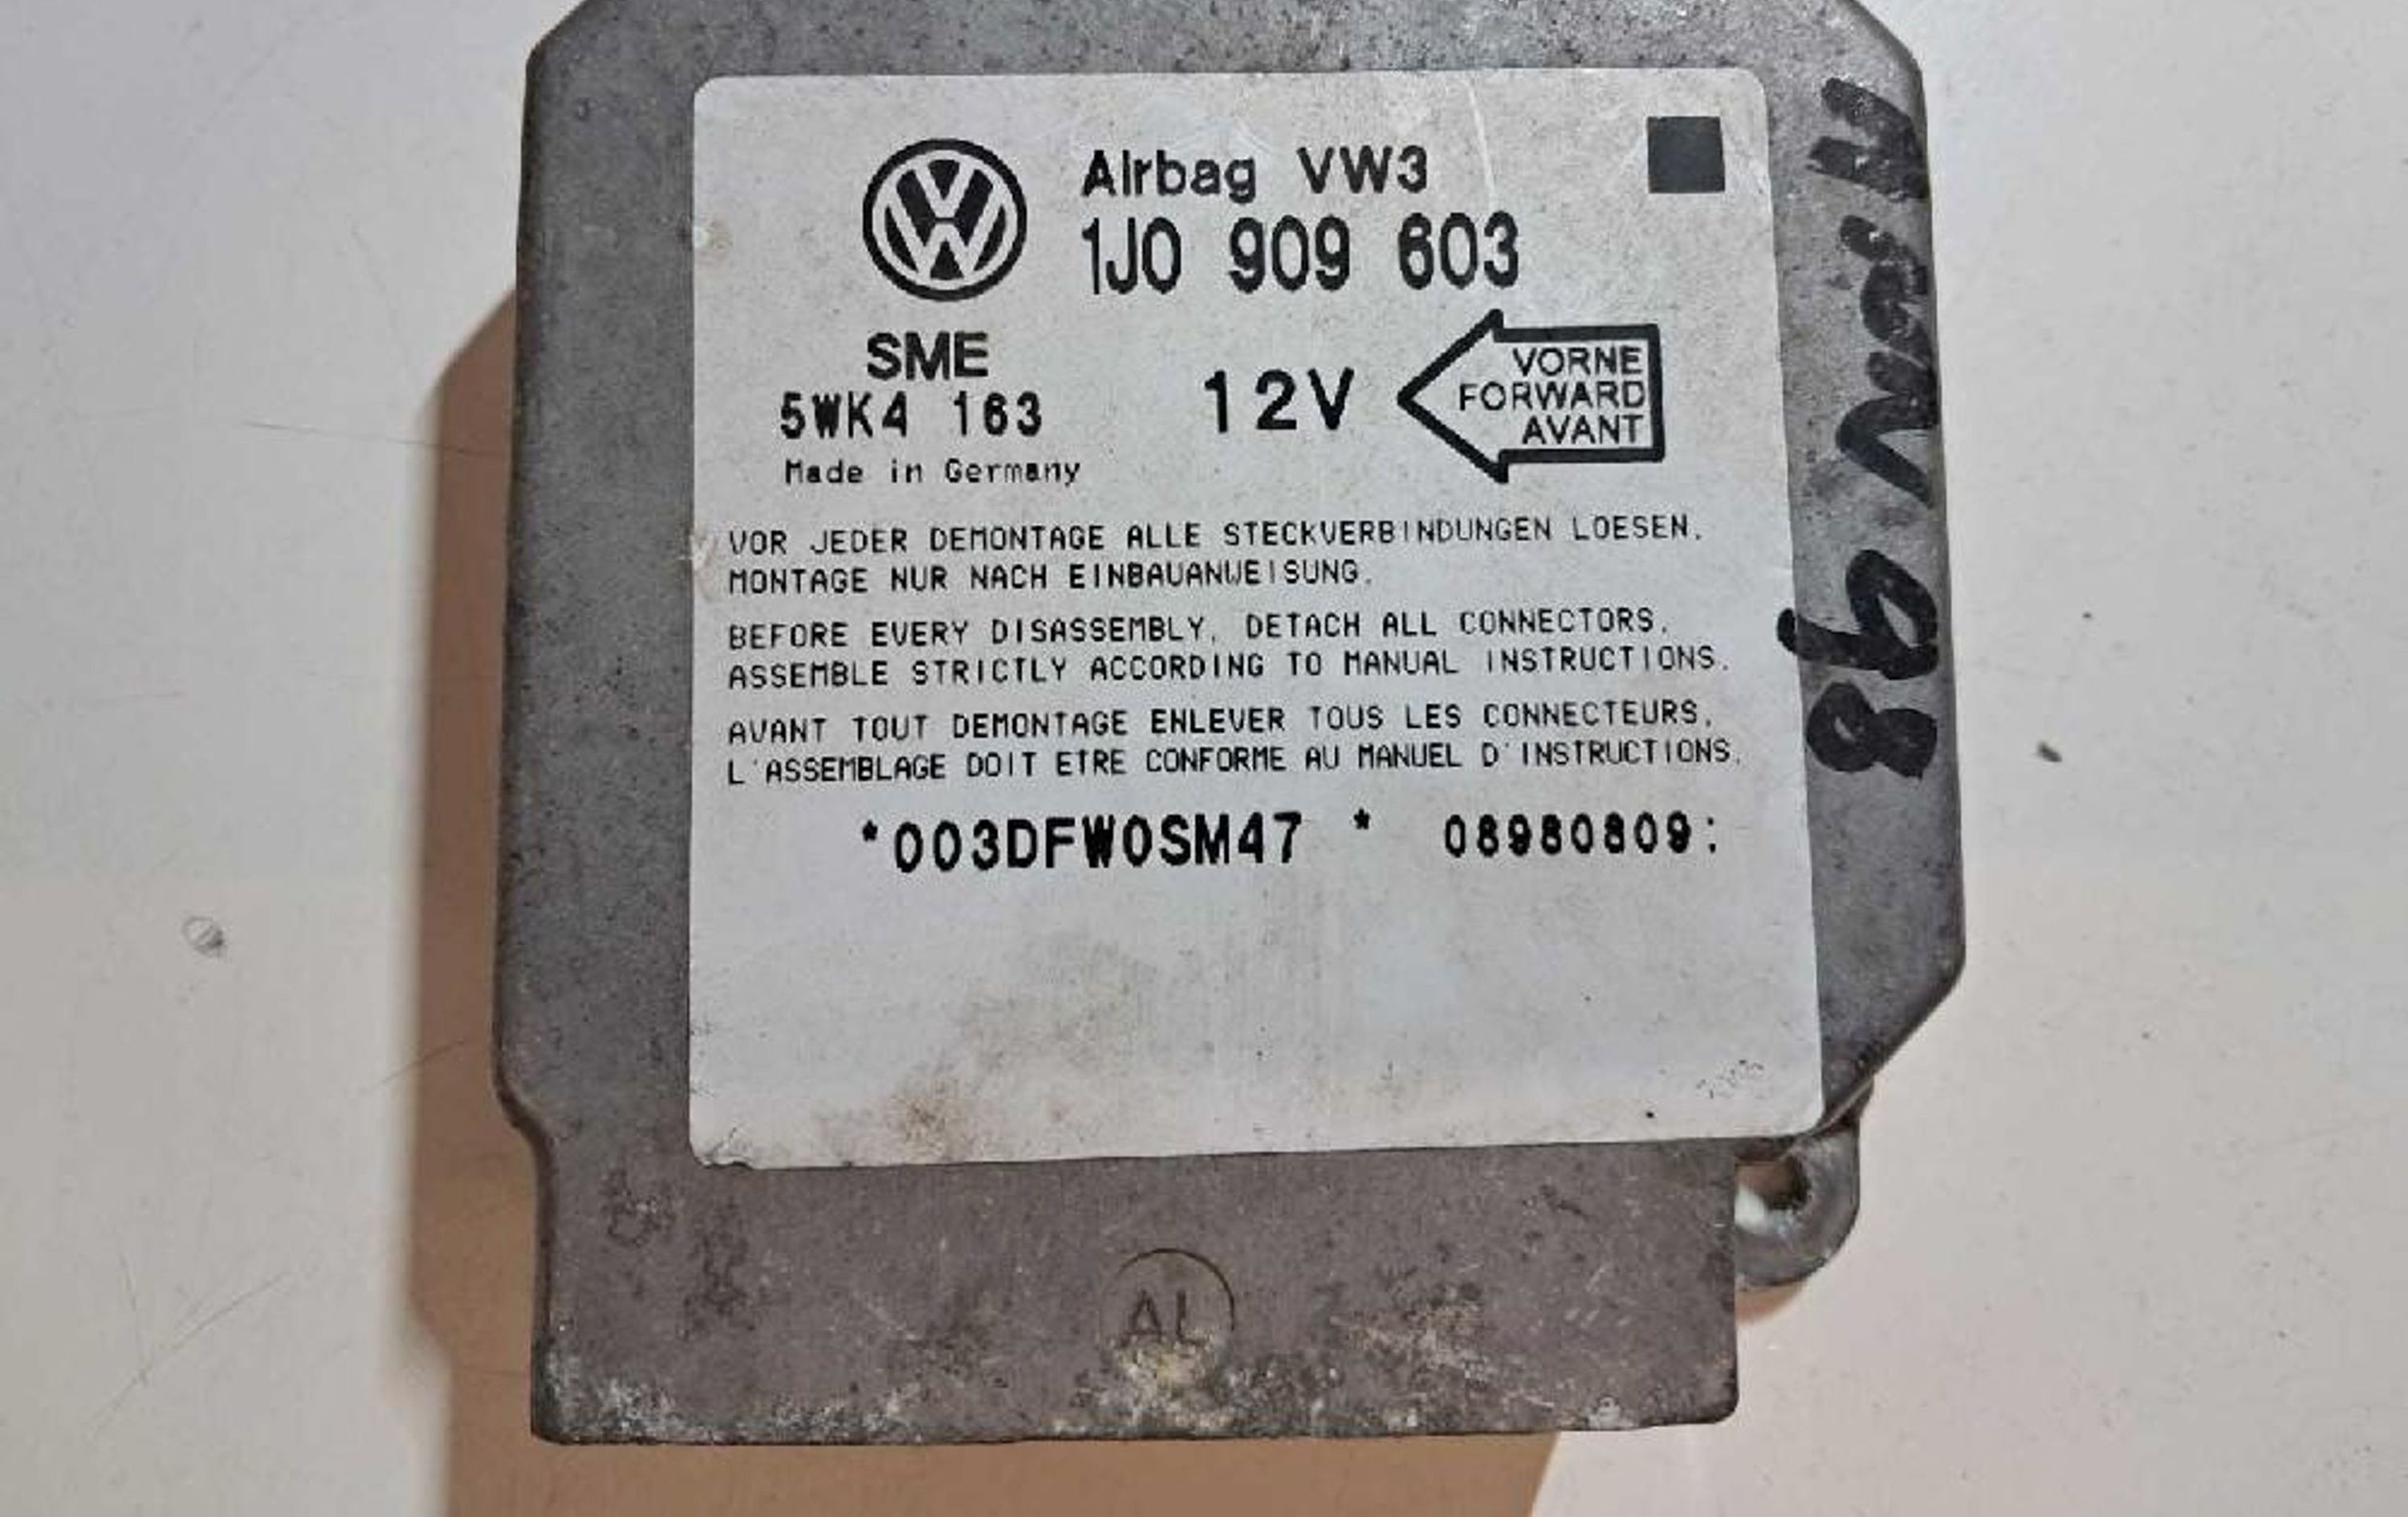 Airbag VW3
1J0 909 603
SME
5WK4 163
12V
VORNE
FORWARD
AVANT
Made in Germany
VOR JEDER DEMONTAGE ALLE STECKVERBINDUNGEN LOESEN.
MONTAGE NUR NACH EINBAUANWEISUNG.
BEFORE EVERY DISASSEMBLY, DETACH ALL CONNECTORS.
ASSEMBLE STRICTLY ACCORDING TO MANUAL INSTRUCTIONS.
AVANT TOUT DEMONTAGE ENLEVER TOUS LES CONNECTEURS,
L'ASSEMBLAGE DOIT ETRE CONFORME AU MANUEL D'INSTRUCTIONS.
*003DFW0SM47 * 08980809:
98
AL